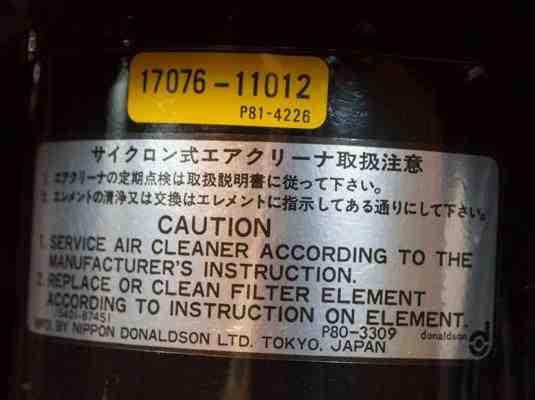 17076-11012
P81-4226
サイクロン式エアクリーナ取扱注意
1. エアクリーナの定期点検は取扱説明書に従って下さい。
2. エレメントの清浄又は交換はエレメントに指示してある通りにして下さい。
CAUTION
1. SERVICE AIR CLEANER ACCORDING TO THE
MANUFACTURER'S INSTRUCTION.
2. REPLACE OR CLEAN FILTER ELEMENT
ACCORDING TO INSTRUCTION ON ELEMENT.
P80-3309
donaldson
MFG. BY NIPPON DONALDSON LTD. TOKYO. JAPAN